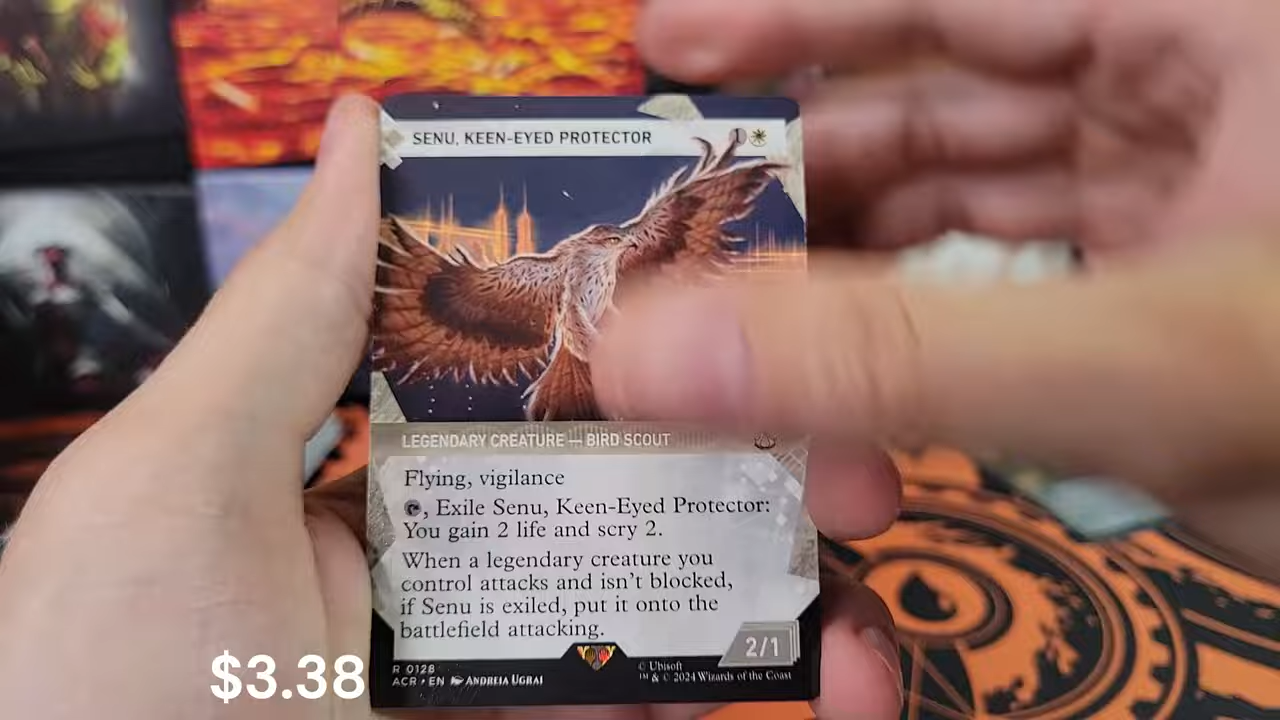 SENU, KEEN-EYED PROTECTOR 1
LEGENDARY CREATURE — BIRD SCOUT
Flying, vigilance
, Exile Senu, Keen-Eyed Protector:
You gain 2 life and scry 2.
When a legendary creature you
control attacks and isn't blocked,
if Senu is exiled, put it onto the
battlefield attacking.
2/1
R 0128
ACR • EN ANDREIA UGRAI
© Ubisoft
™ & © 2024 Wizards of the Coast
$3.38